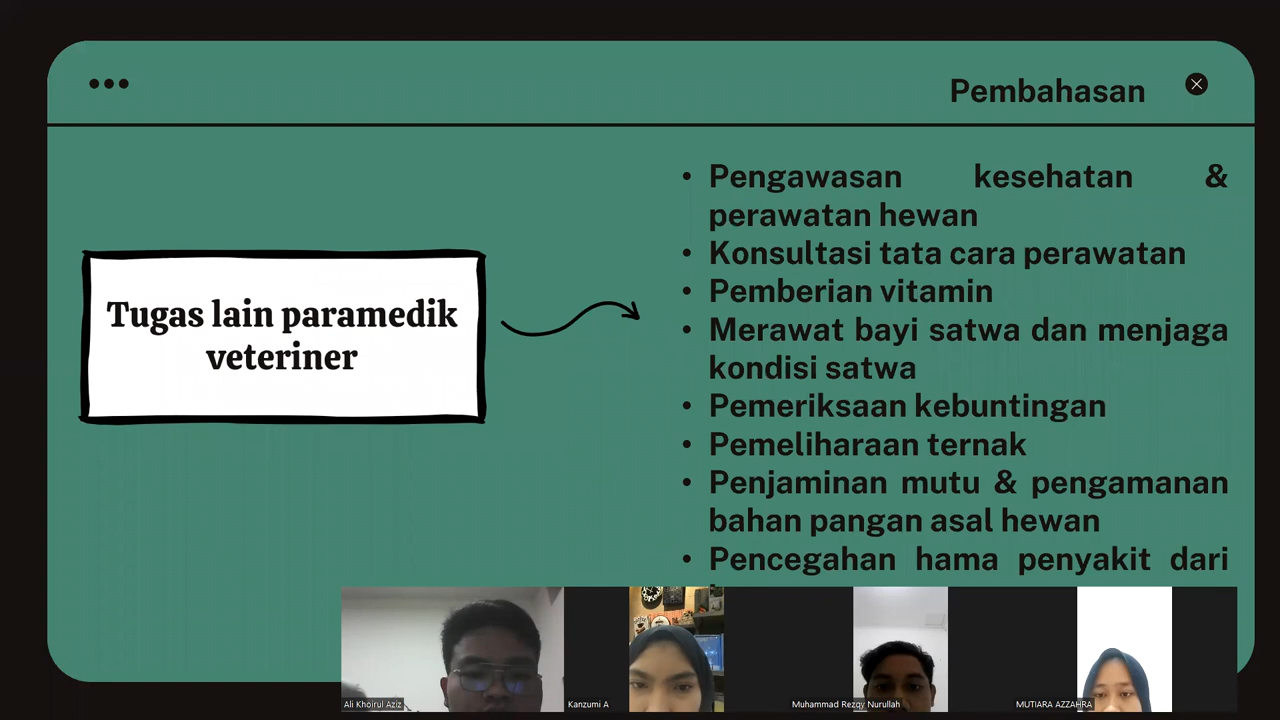 Pembahasan
Tugas lain paramedik
veteriner
• Pengawasan kesehatan &
perawatan hewan
• Konsultasi tata cara perawatan
• Pemberian vitamin
• Merawat bayi satwa dan menjaga
kondisi satwa
• Pemeriksaan kebuntingan
• Pemeliharaan ternak
• Penjaminan mutu & pengamanan
bahan pangan asal hewan
• Pencegahan hama penyakit dari
Ali Khoirul Aziz
Kanzumi A
Muhammad Rezqy Nurullah
MUTIARA AZZAHRA